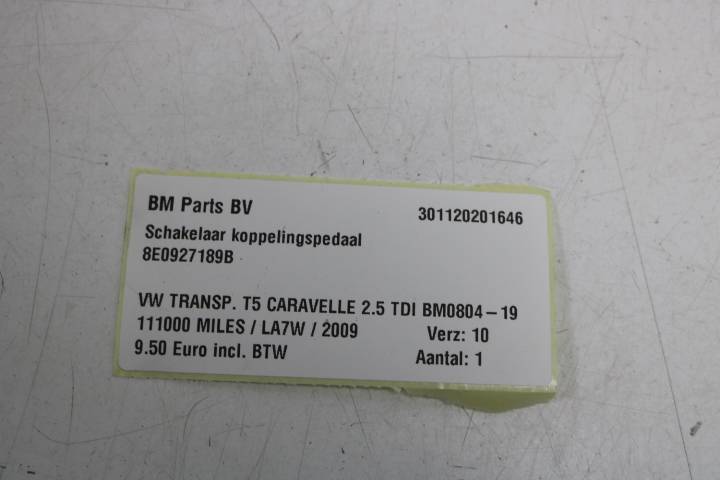 BM Parts BV 301120201646
Schakelaar koppelingspedaal
8E0927189B
VW TRANSP. T5 CARAVELLE 2.5 TDI BM0804-19
111000 MILES / LA7W / 2009 Verz: 10
9.50 Euro incl. BTW Aantal: 1